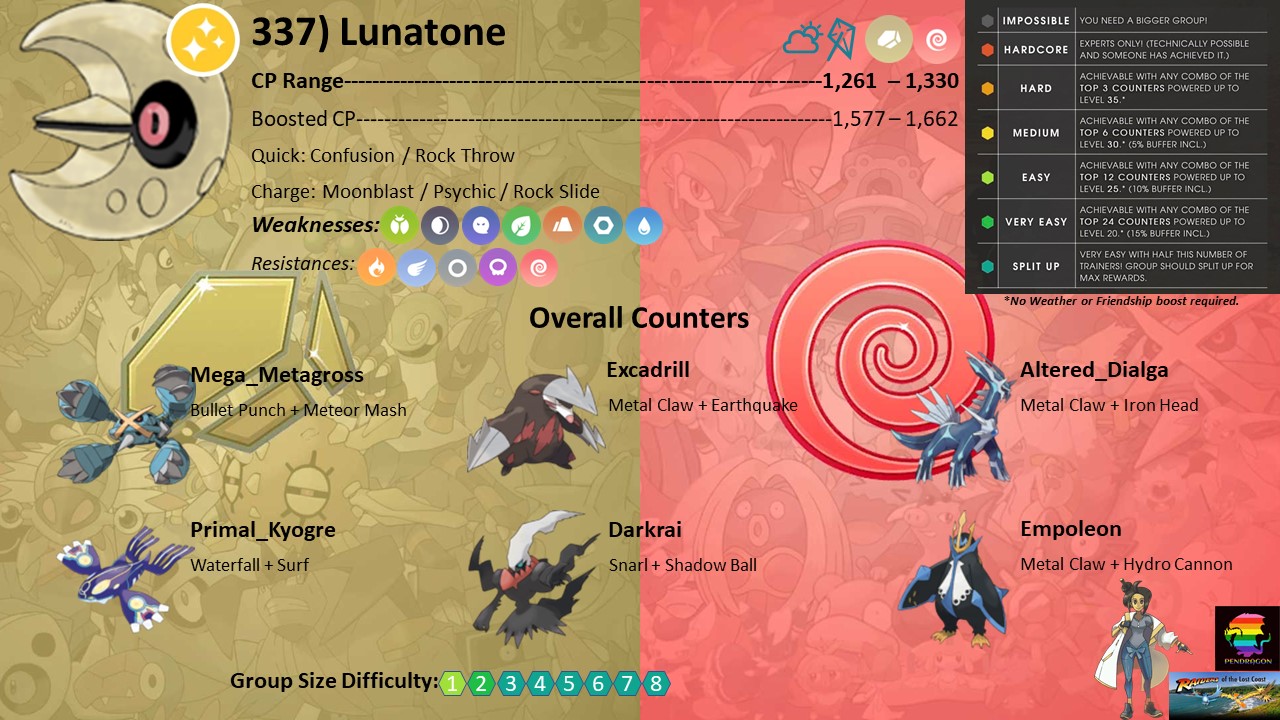 337) Lunatone
CP Range--------------------------------------------------------------------1,261 – 1,330
Boosted CP--------------------------------------------------------------------1,577 – 1,662
Quick: Confusion / Rock Throw
Charge: Moonblast / Psychic / Rock Slide
Weaknesses:
Resistances:
IMPOSSIBLE YOU NEED A BIGGER GROUP!
HARDCORE EXPERTS ONLY! (TECHNICALLY POSSIBLE
AND SOMEONE HAS ACHIEVED IT.)
HARD ACHIEVABLE WITH ANY COMBO OF THE
TOP 3 COUNTERS POWERED UP TO
LEVEL 35.*
MEDIUM ACHIEVABLE WITH ANY COMBO OF THE
TOP 6 COUNTERS POWERED UP TO
LEVEL 30.* (5% BUFFER INCL.)
EASY ACHIEVABLE WITH ANY COMBO OF THE
TOP 12 COUNTERS POWERED UP TO
LEVEL 25.* (10% BUFFER INCL.)
VERY EASY ACHIEVABLE WITH ANY COMBO OF THE
TOP 24 COUNTERS POWERED UP TO
LEVEL 20.* (15% BUFFER INCL.)
SPLIT UP VERY EASY WITH HALF THIS NUMBER OF
TRAINERS! GROUP SHOULD SPLIT UP FOR
MAX REWARDS.
*No Weather or Friendship boost required.
Overall Counters
Mega_Metagross
Bullet Punch + Meteor Mash
Excadrill
Metal Claw + Earthquake
Altered_Dialga
Metal Claw + Iron Head
Primal_Kyogre
Waterfall + Surf
Darkrai
Snarl + Shadow Ball
Empoleon
Metal Claw + Hydro Cannon
Group Size Difficulty: 1 2 3 4 5 6 7 8
PENDRAGON
RAIDERS of the Lost Coast